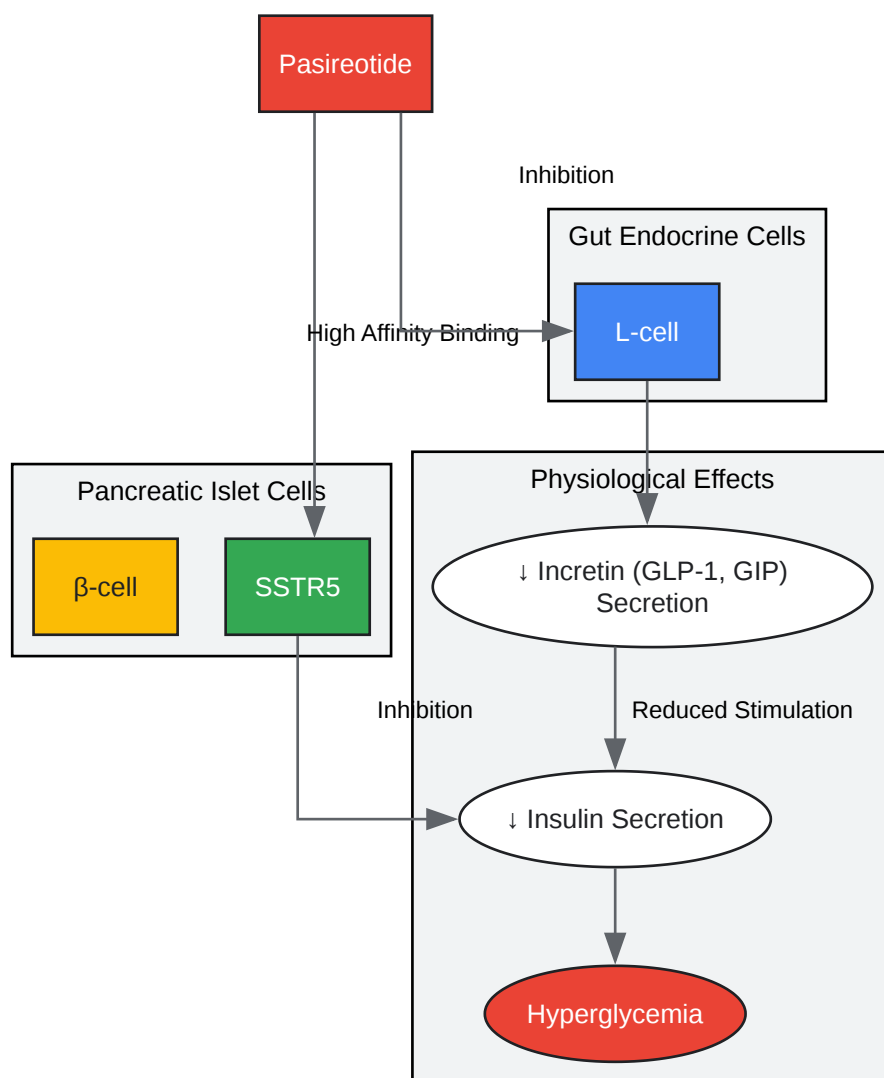 Pasireotide
Inhibition
Gut Endocrine Cells
L-cell
High Affinity Binding
Pancreatic Islet Cells
β-cell
SSTR5
Physiological Effects
↓ Incretin (GLP-1, GIP)
Secretion
Inhibition
Reduced Stimulation
↓ Insulin Secretion
Hyperglycemia